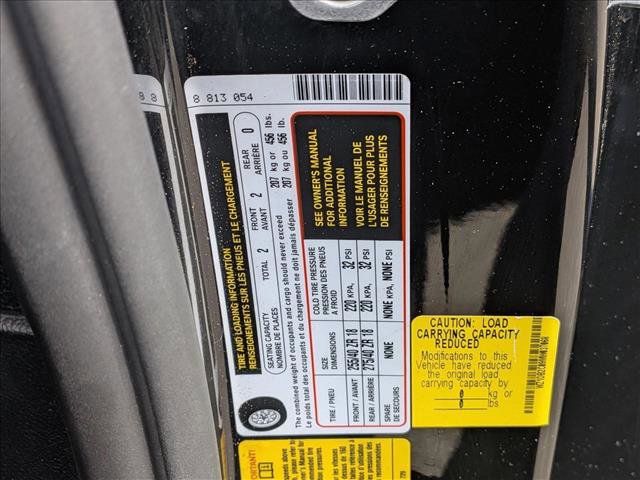 8 813 054
TIRE AND LOADING INFORMATION
RENSEIGNEMENTS SUR LES PNEUS ET LE CHARGEMENT
SEATING CAPACITY
NOMBRE DE PLACES
TOTAL 2
FRONT
AVANT 2
REAR
ARRIÈRE 0
The combined weight of occupants and cargo should never exceed 207 kg or 456 lbs.
Le poids total des occupants et du chargement ne doit jamais dépasser 207 kg ou 456 lb.
TIRE / PNEU
SIZE
DIMENSIONS
COLD TIRE PRESSURE
PRESSION DES PNEUS
A FROID
FRONT / AVANT 255/40 ZR 18 220 KPA, 32 PSI
REAR / ARRIÈRE 275/40 ZR 18 220 KPA, 32 PSI
SPARE
DE SECOURS
NONE NONE KPA, NONE PSI
SEE OWNER'S MANUAL
FOR ADDITIONAL
INFORMATION
VOIR LE MANUEL DE
L'USAGER POUR PLUS
DE RENSEIGNEMENTS
CAUTION: LOAD
CARRYING CAPACITY
REDUCED
Modifications to this
Vehicle have reduced
the original load
carrying capacity by
0 kg or
0 lbs